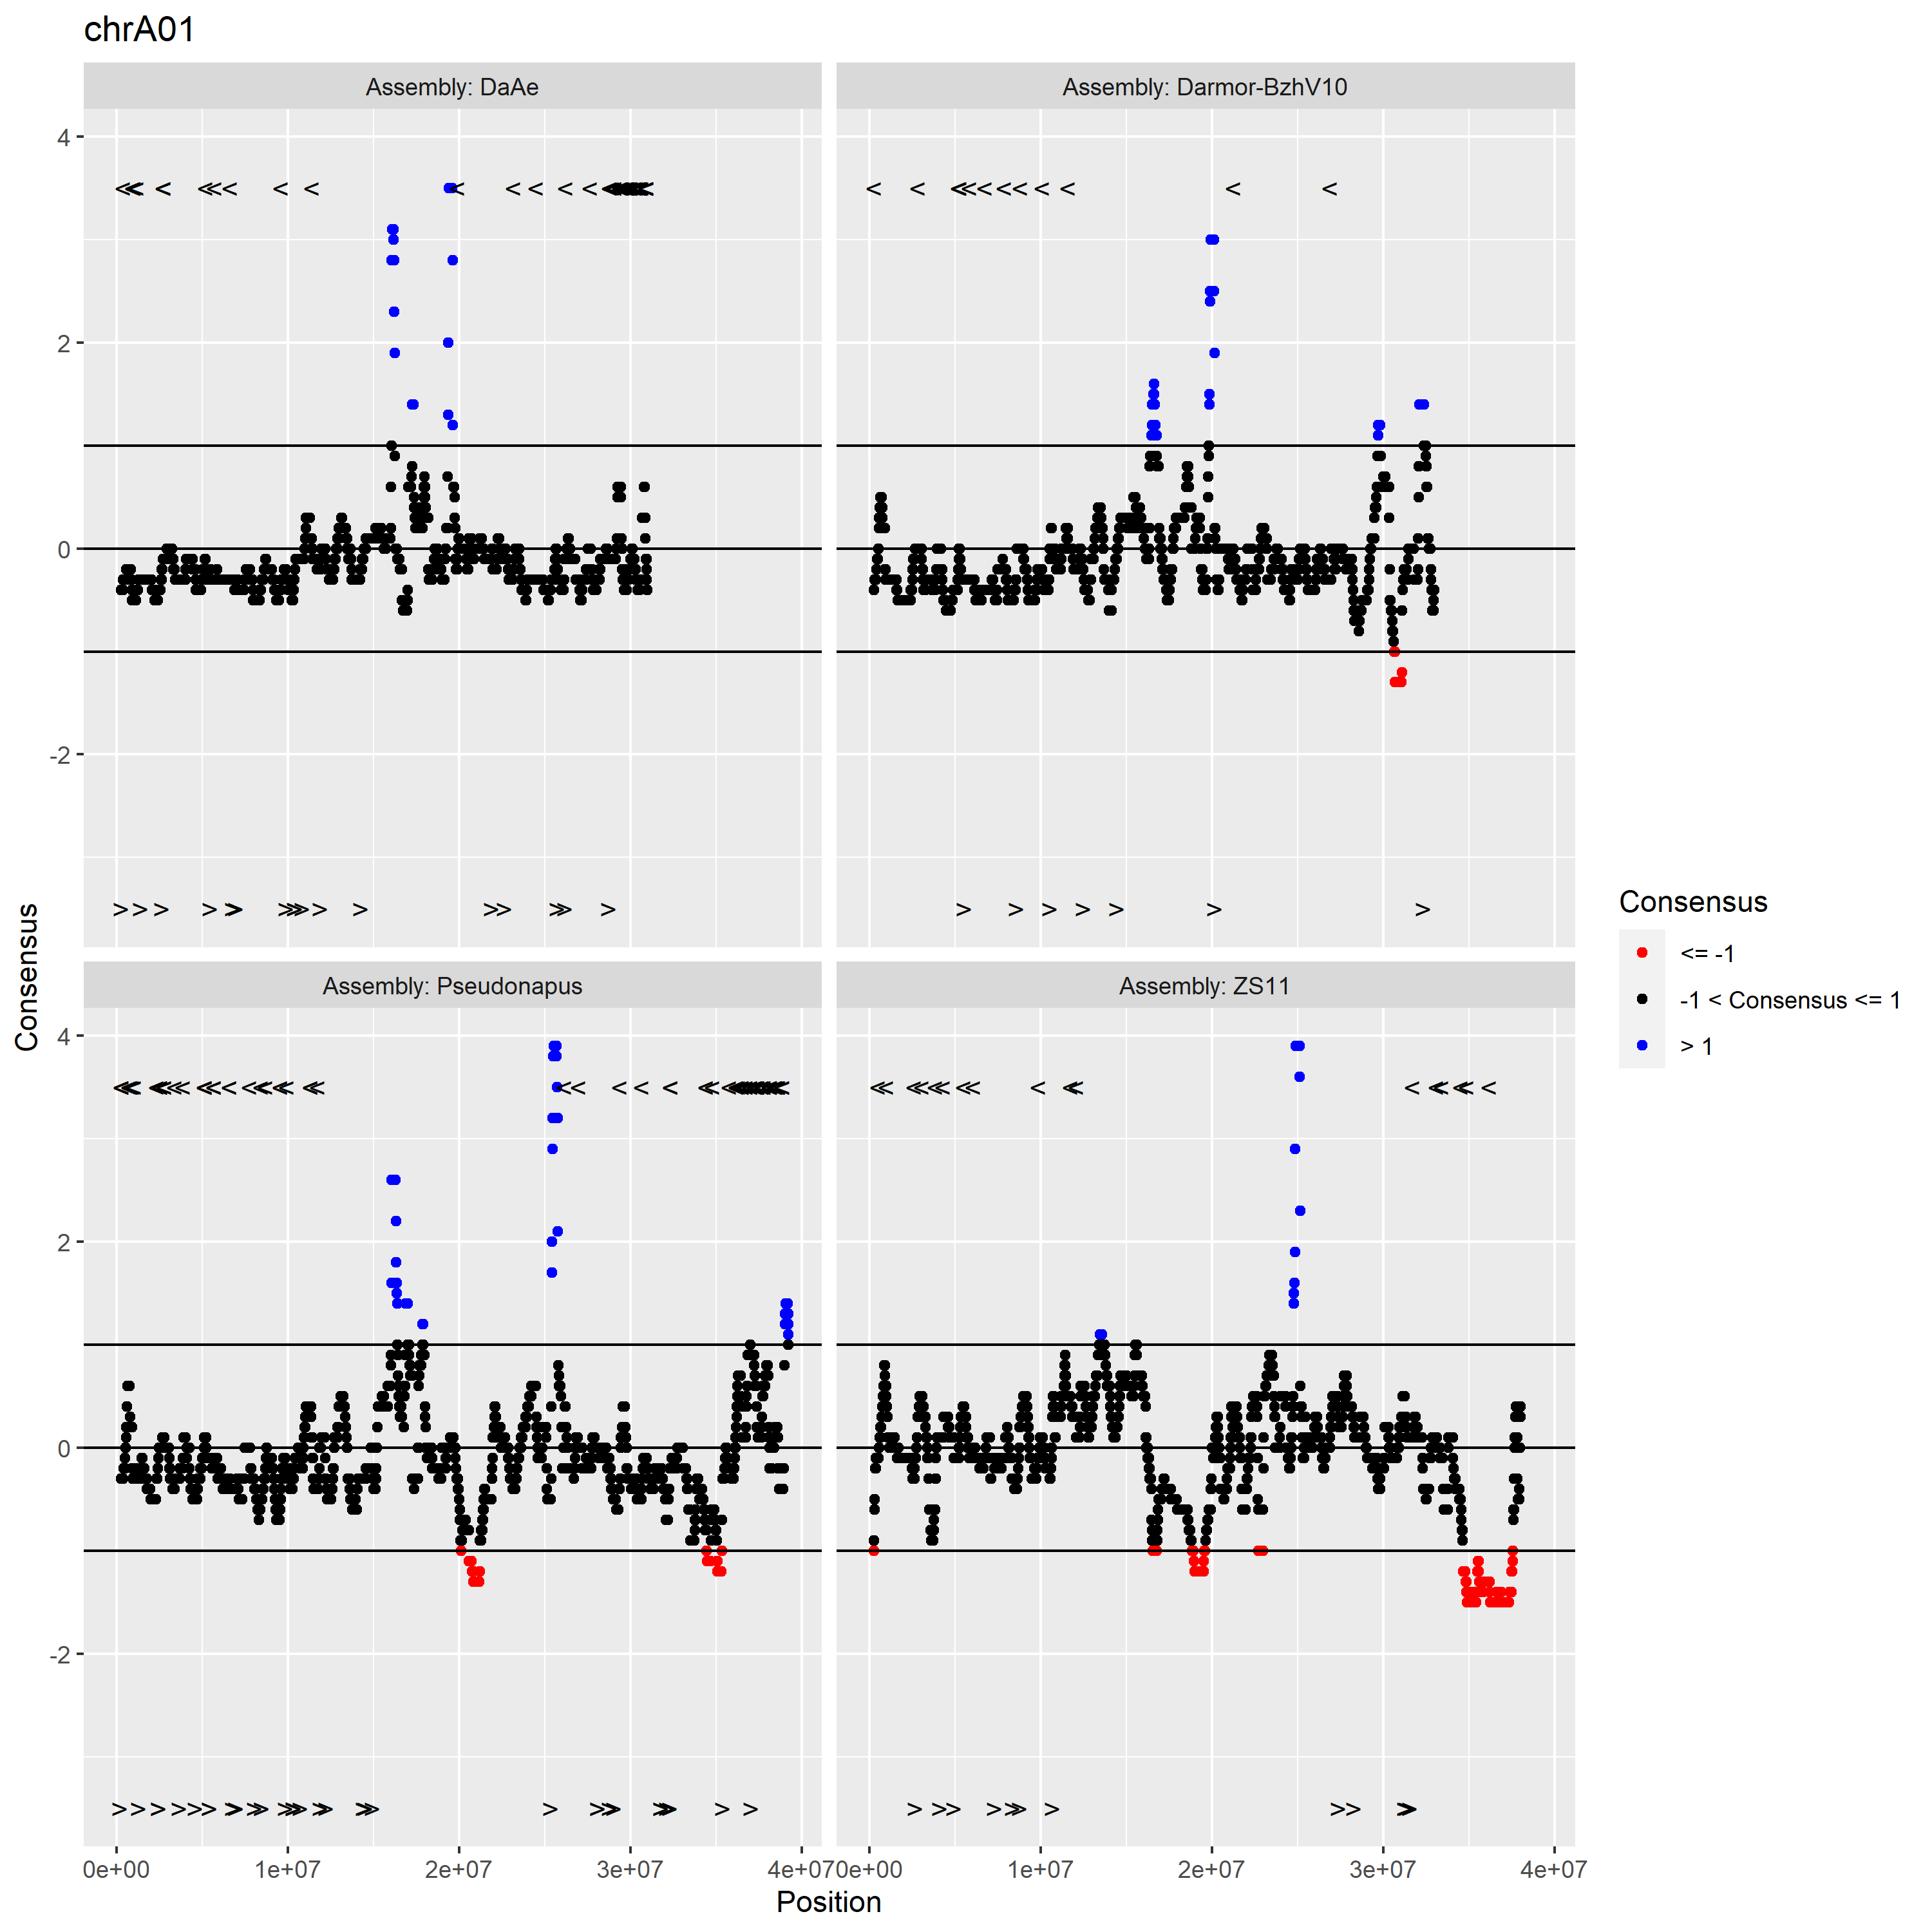 chrA01
Assembly: DaAe
Assembly: Darmor-BzhV10
4
2
0
-2
Assembly: Pseudonapus
Assembly: ZS11
4
2
0
-2
0e+00
1e+07
2e+07
3e+07
4e+07
0e+00
1e+07
2e+07
3e+07
4e+07
Position
Consensus
Consensus
<= -1
-1 < Consensus <= 1
> 1